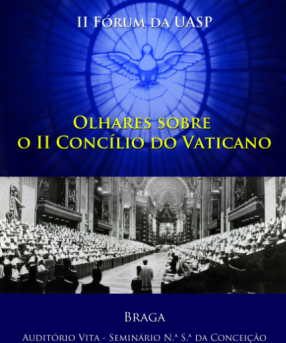 II Fórum da UASP
Olhares sobre
o II Concílio do Vaticano
Braga
Auditório Vita - Seminário N.ª S.ª da Conceição